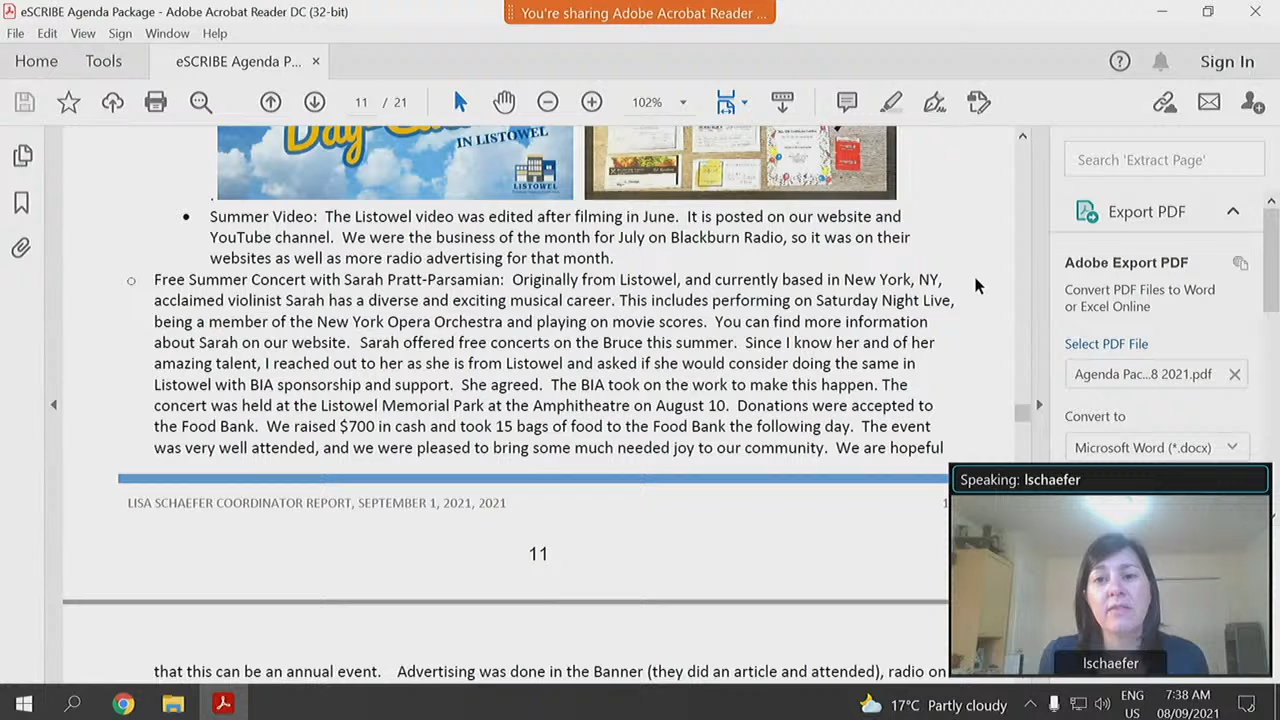 eSCRIBE Agenda Package - Adobe Acrobat Reader DC (32-bit)
You're sharing Adobe Acrobat Reader ...
File Edit View Sign Window Help
Home Tools eSCRIBE Agenda P... × Sign In
11 / 21 102%
Day
IN LISTOWEL
LISTOWEL
Search 'Extract Page'
Export PDF
Adobe Export PDF
Convert PDF Files to Word
or Excel Online
Select PDF File
Agenda Pac...8 2021.pdf
Convert to
Microsoft Word (*.docx)
• Summer Video: The Listowel video was edited after filming in June. It is posted on our website and
YouTube channel. We were the business of the month for July on Blackburn Radio, so it was on their
websites as well as more radio advertising for that month.
○ Free Summer Concert with Sarah Pratt-Parsamian: Originally from Listowel, and currently based in New York, NY,
acclaimed violinist Sarah has a diverse and exciting musical career. This includes performing on Saturday Night Live,
being a member of the New York Opera Orchestra and playing on movie scores. You can find more information
about Sarah on our website. Sarah offered free concerts on the Bruce this summer. Since I know her and of her
amazing talent, I reached out to her as she is from Listowel and asked if she would consider doing the same in
Listowel with BIA sponsorship and support. She agreed. The BIA took on the work to make this happen. The
concert was held at the Listowel Memorial Park at the Amphitheatre on August 10. Donations were accepted to
the Food Bank. We raised $700 in cash and took 15 bags of food to the Food Bank the following day. The event
was very well attended, and we were pleased to bring some much needed joy to our community. We are hopeful
LISA SCHAEFER COORDINATOR REPORT, SEPTEMBER 1, 2021, 2021
11
that this can be an annual event. Advertising was done in the Banner (they did an article and attended), radio on
Speaking: lschaefer
lschaefer
17°C Partly cloudy
ENG
US
7:38 AM
08/09/2021